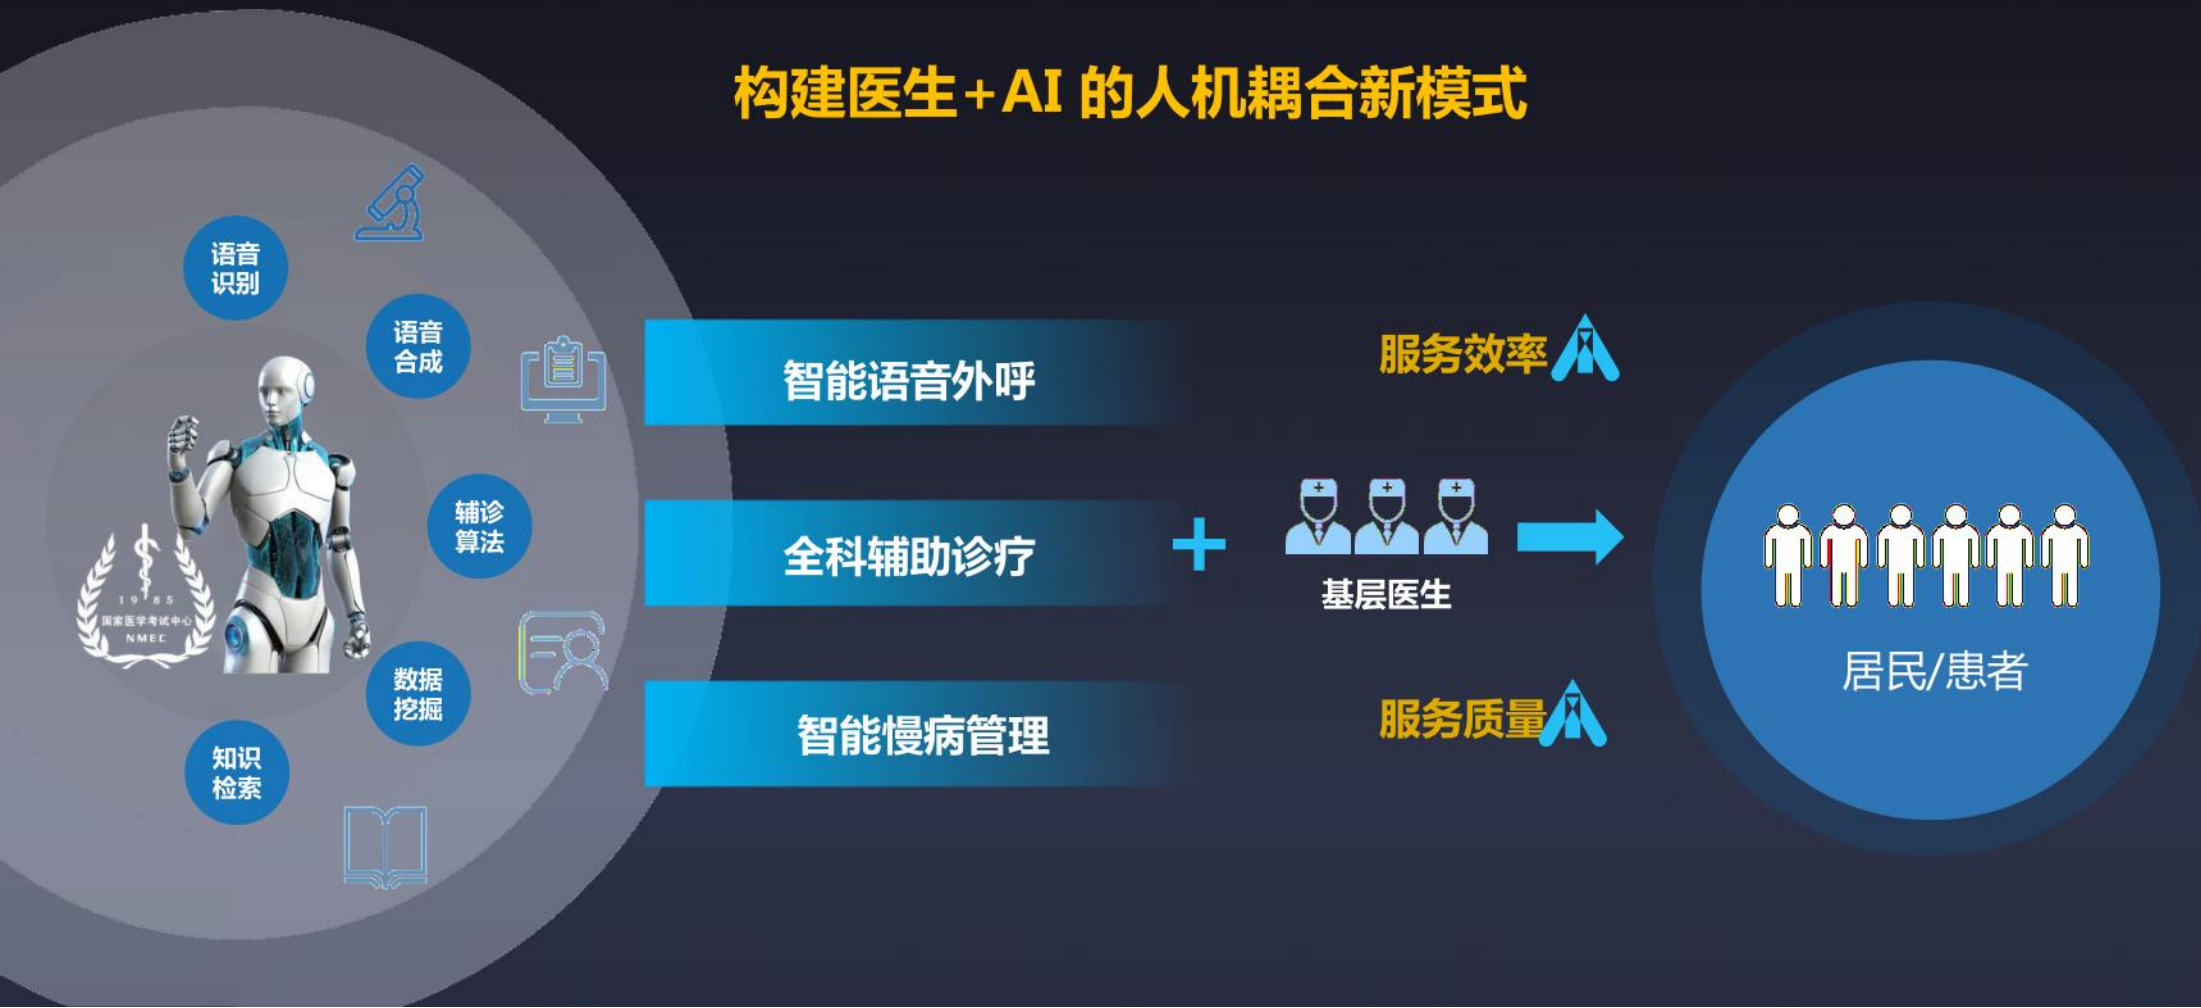 构建医生+AI 的人机耦合新模式
语音
识别
语音
合成
辅诊
算法
数据
挖掘
知识
检索
1985
国家医学考试中心
NMEC
智能语音外呼
全科辅助诊疗
智能慢病管理
+
服务效率
基层医生
服务质量
居民/患者